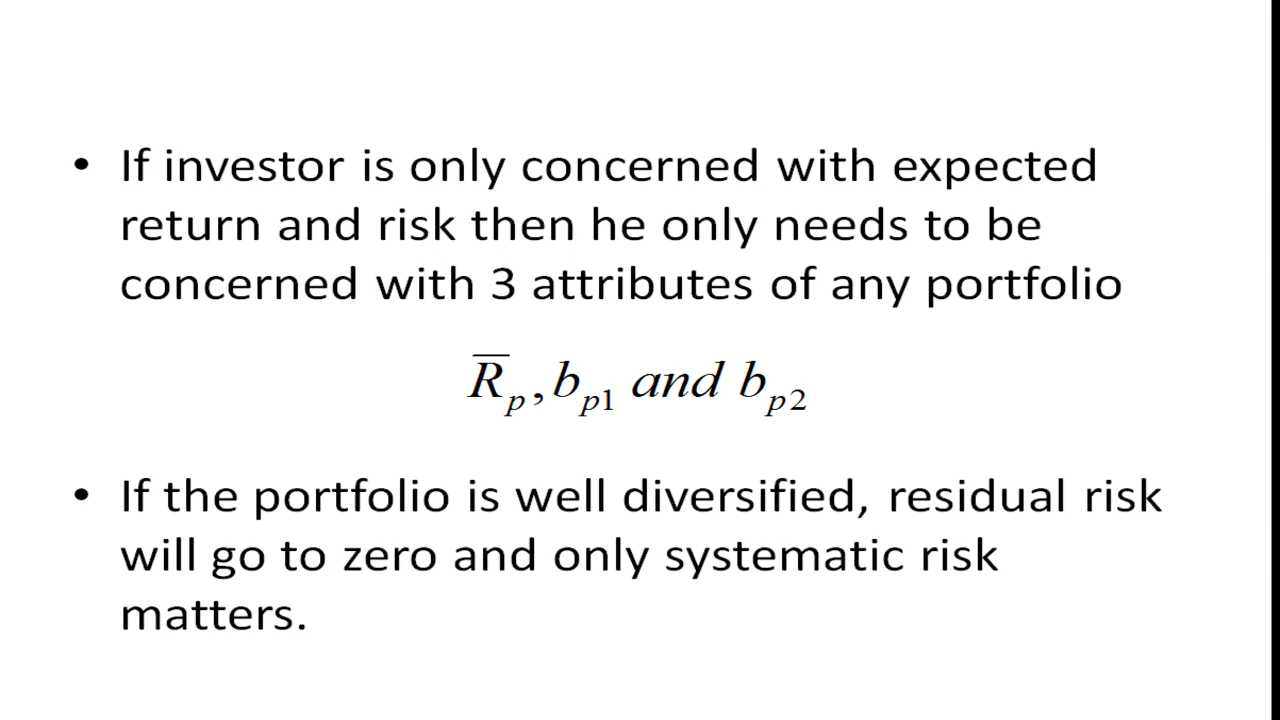 • If investor is only concerned with expected
return and risk then he only needs to be
concerned with 3 attributes of any portfolio
R̅p, bp1 and bp2
• If the portfolio is well diversified, residual risk
will go to zero and only systematic risk
matters.